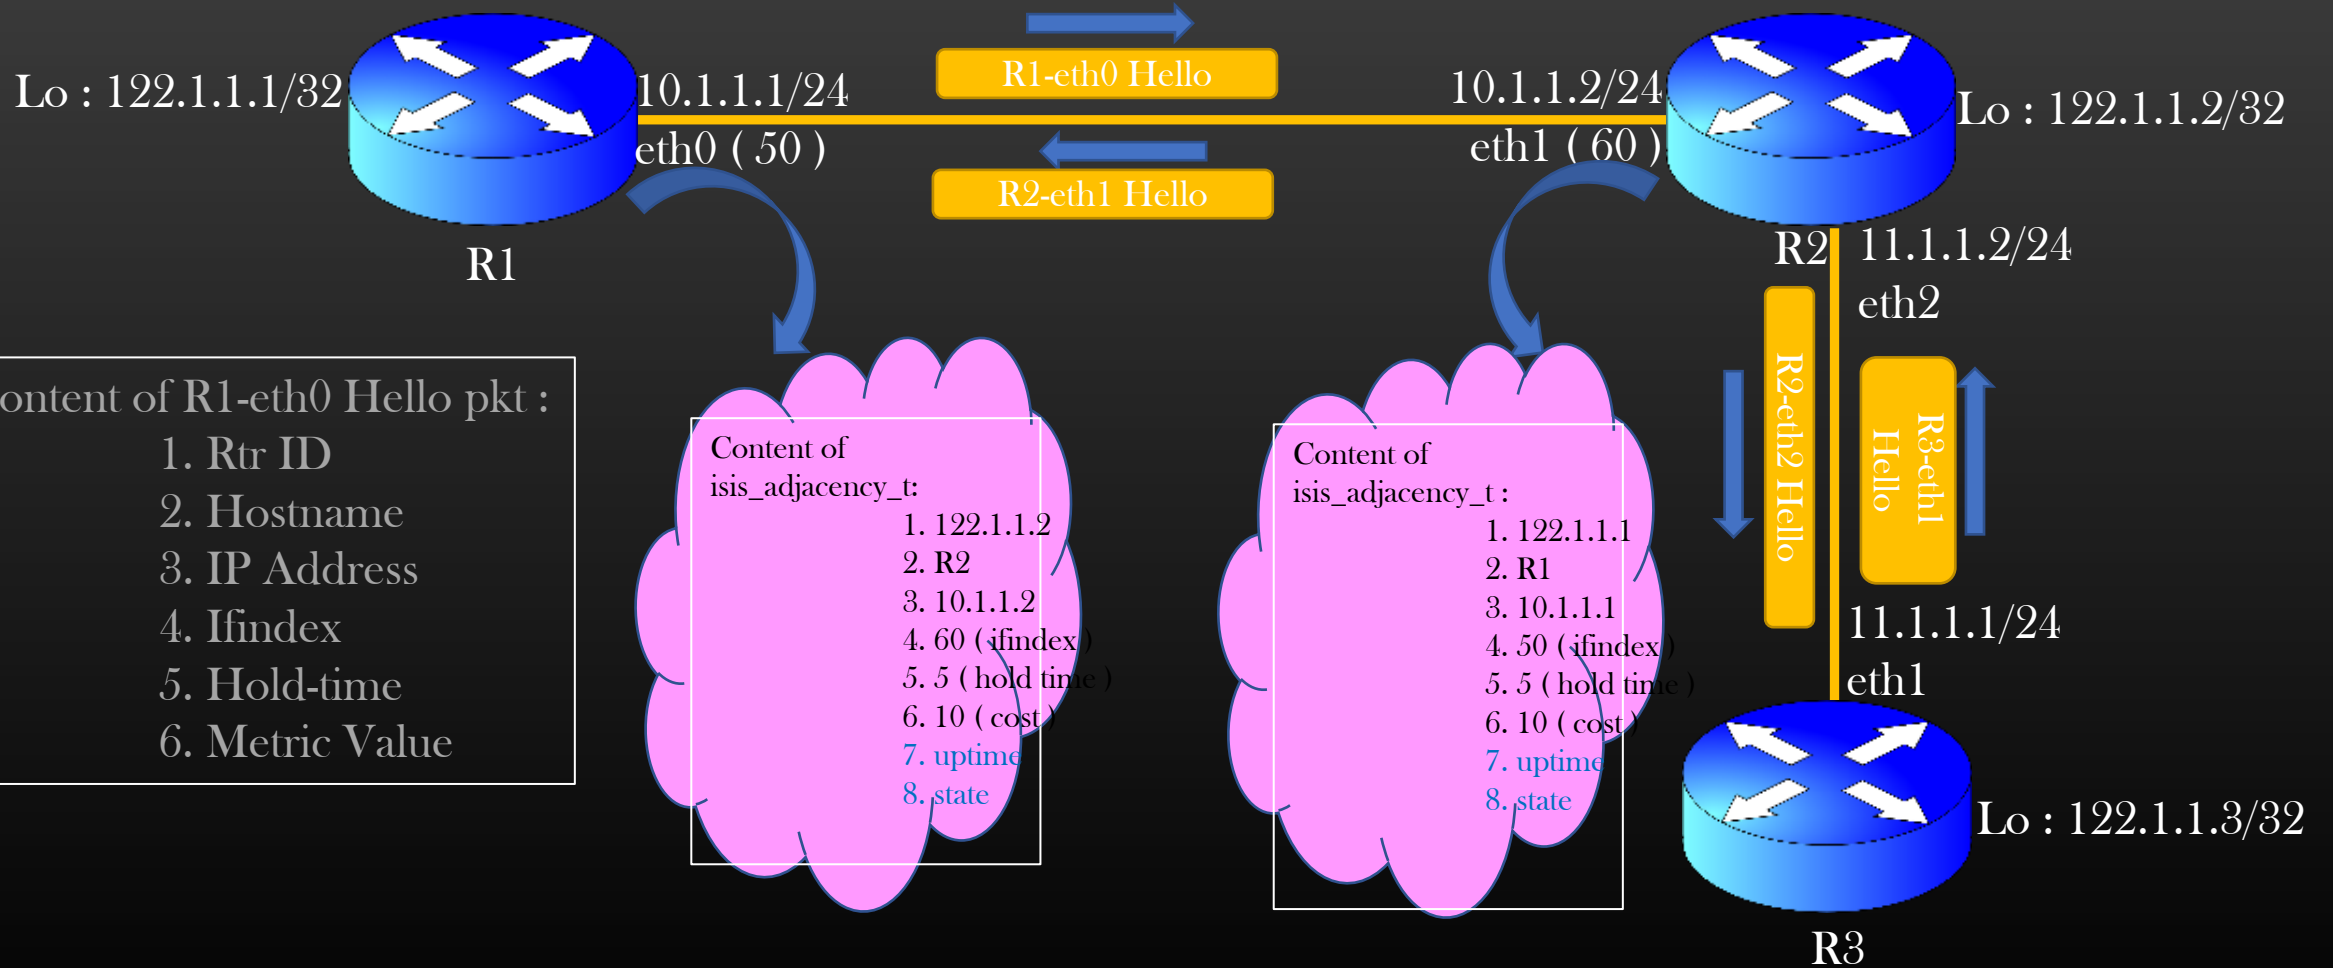 Lo : 122.1.1.1/32
10.1.1.1/24
eth0 ( 50 )
R1
R1-eth0 Hello
R2-eth1 Hello
10.1.1.2/24
eth1 ( 60 )
Lo : 122.1.1.2/32
R2
11.1.1.2/24
eth2
R2-eth2 Hello
R3-eth1
Hello
11.1.1.1/24
eth1
Lo : 122.1.1.3/32
R3
ontent of R1-eth0 Hello pkt :
1. Rtr ID
2. Hostname
3. IP Address
4. Ifindex
5. Hold-time
6. Metric Value
Content of
isis_adjacency_t:
1. 122.1.1.2
2. R2
3. 10.1.1.2
4. 60 ( ifindex )
5. 5 ( hold time )
6. 10 ( cost )
7. uptime
8. state
Content of
isis_adjacency_t :
1. 122.1.1.1
2. R1
3. 10.1.1.1
4. 50 ( ifindex )
5. 5 ( hold time )
6. 10 ( cost )
7. uptime
8. state